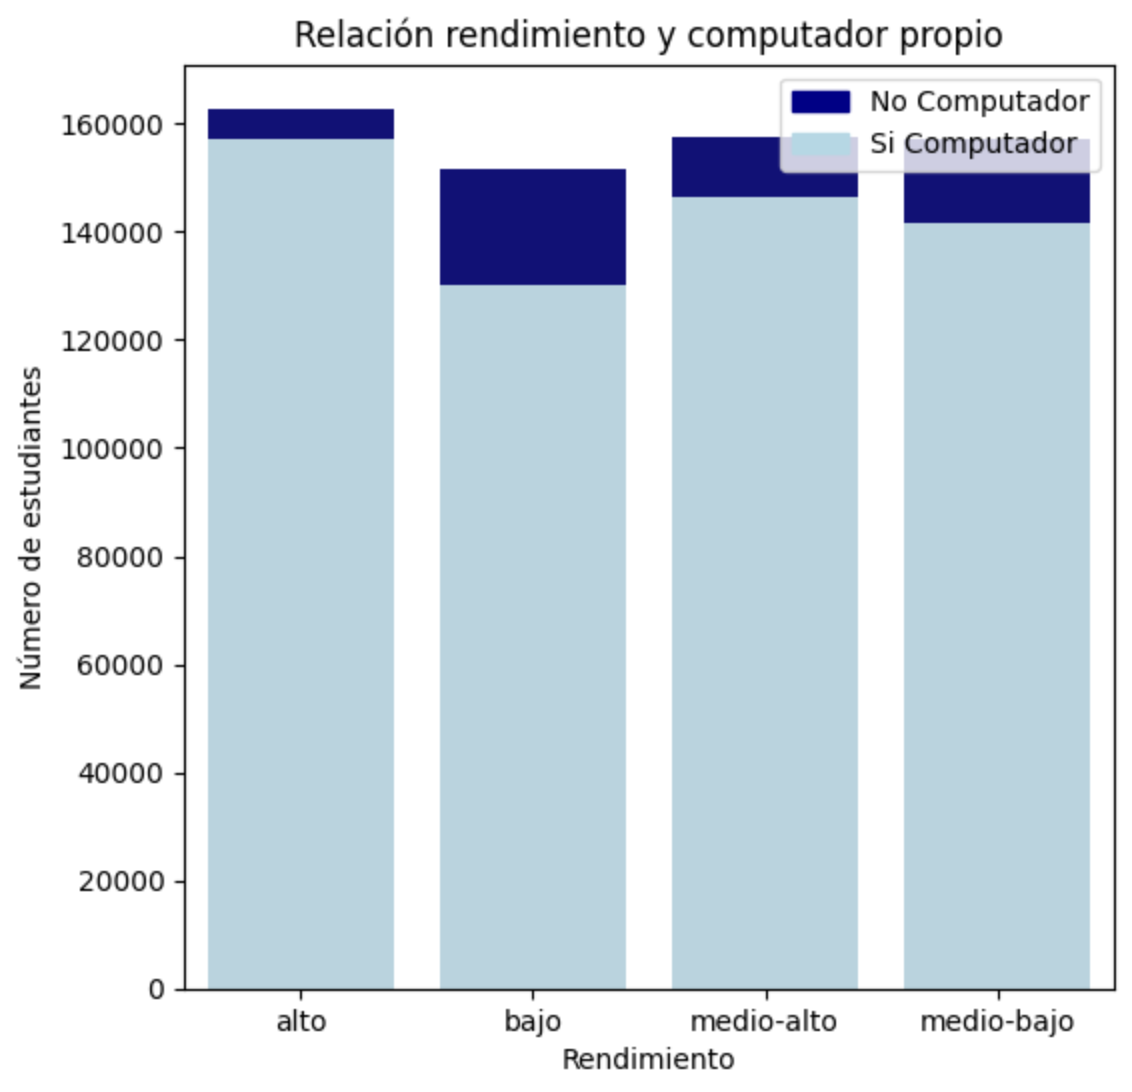 Relación rendimiento y computador propio
No Computador
Si Computador
160000
140000
120000
100000
80000
60000
40000
20000
0
Número de estudiantes
alto bajo medio-alto medio-bajo
Rendimiento